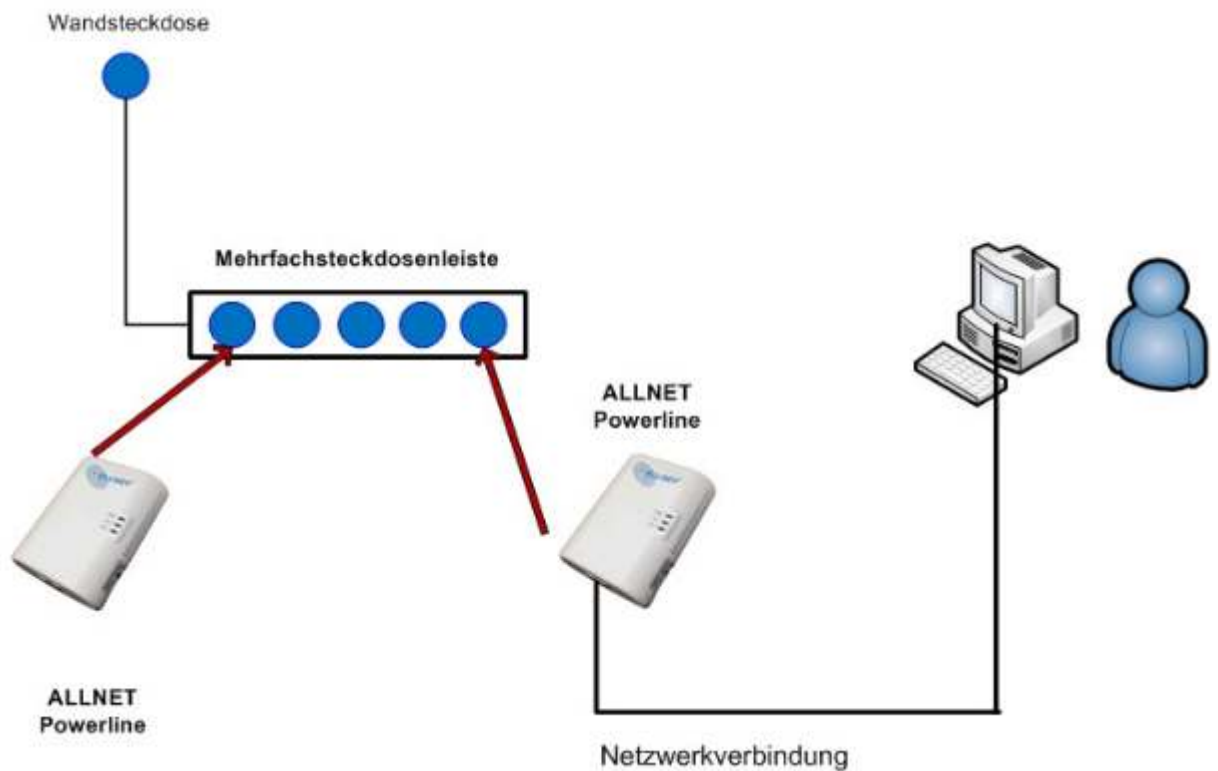 Wandsteckdose
Mehrfachsteckdosenleiste
ALLNET
Powerline
ALLNET
Powerline
Netzwerkverbindung